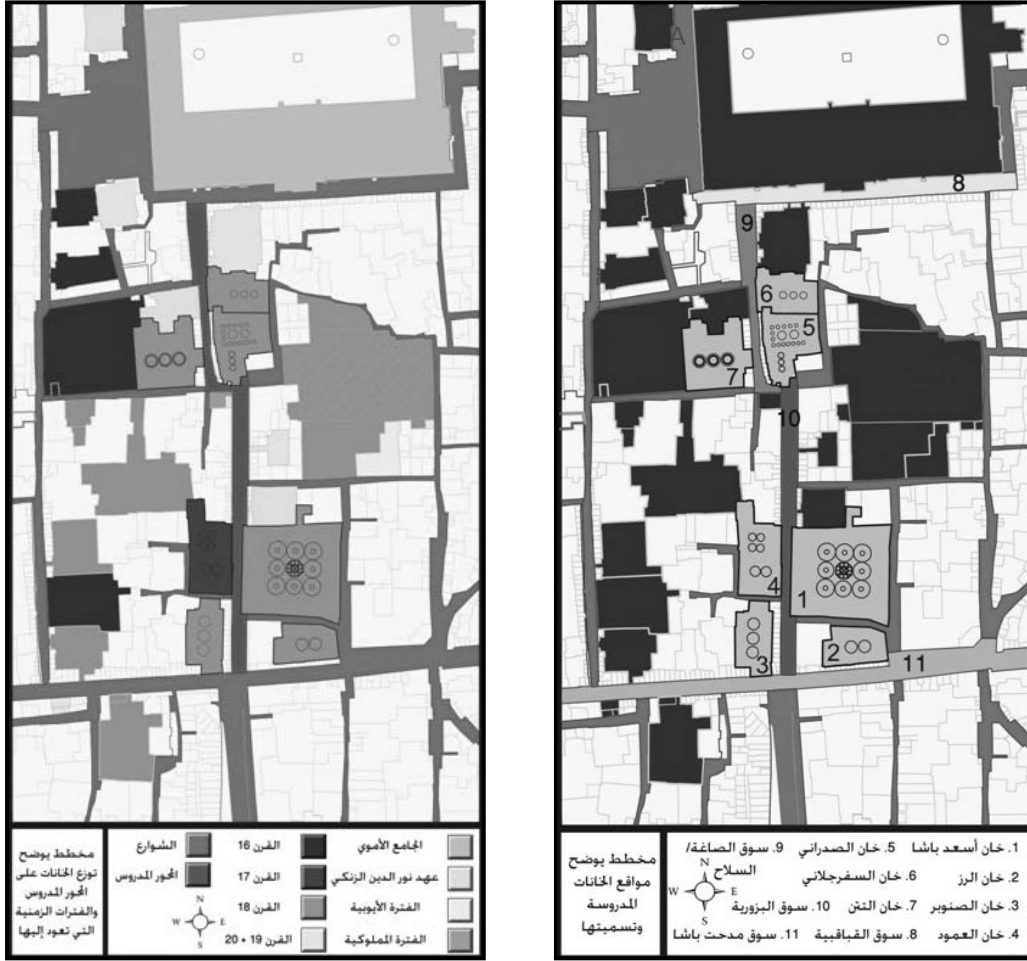 الجامع الأموي القرن 16 الشوارع
عهد نور الدين الزنكي القرن 17 المحور المدروس
الفترة الأيوبية القرن 18
الفترة المملوكية القرن 19 + 20
N
W E
S
مخطط يوضح
توزع الخانات على
المحور المدروس
والفترات الزمنية
التي تعود إليها
A
8
9
6
5
7
10
4
1
2
3
11
1. خان أسعد باشا 5. خان الصدراني 9. سوق الصاغة/
السلاح
2. خان الرز 6. خان السفرجلاني
3. خان الصنوبر 7. خان التتن 10. سوق البزورية
4. خان العمود 8. سوق القباقبية 11. سوق مدحت باشا
N
W E
S
مخطط يوضح
مواقع الخانات
المدروسة
وتسميتها